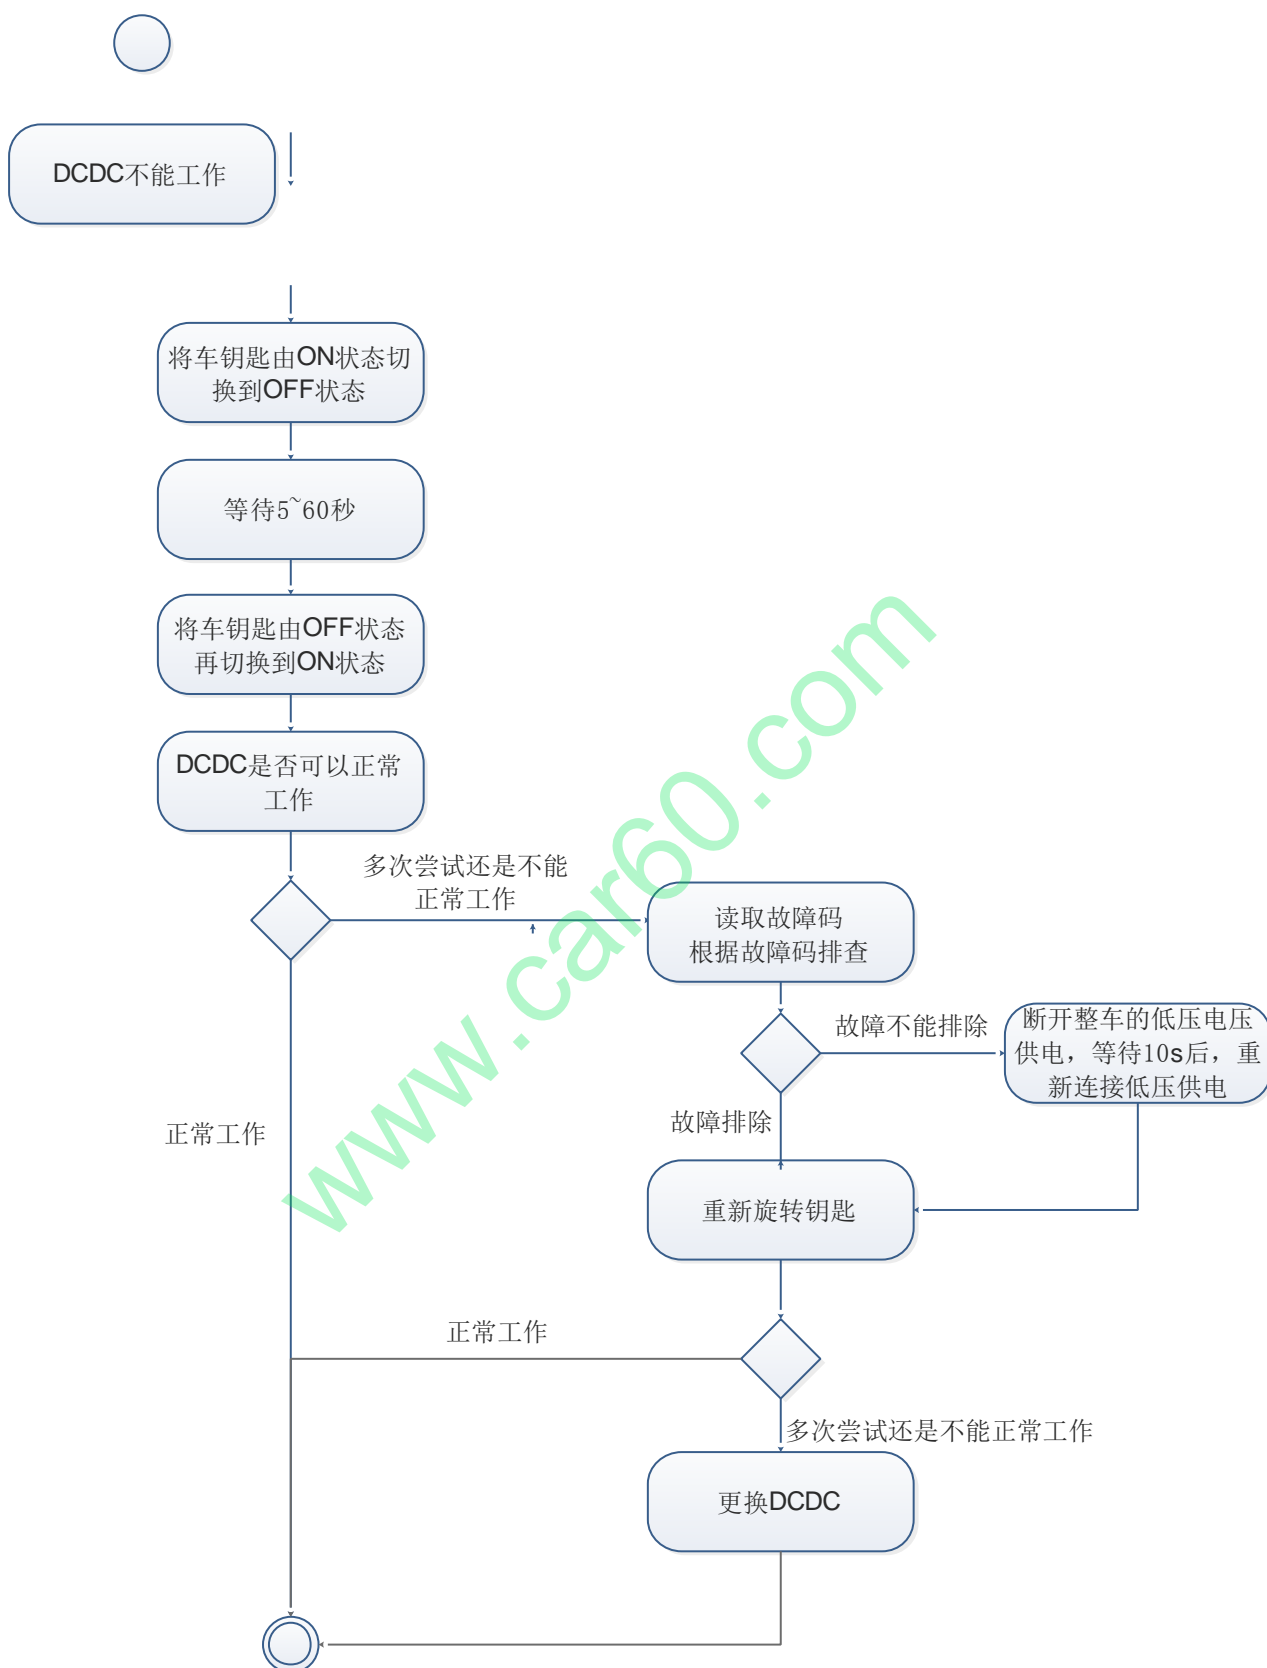 DCDC不能工作
将车钥匙由ON状态切
换到OFF状态
等待5~60秒
将车钥匙由OFF状态
再切换到ON状态
DCDC是否可以正常
工作
多次尝试还是不能
正常工作
读取故障码
根据故障码排查
故障不能排除
断开整车的低压电压
供电，等待10s后，重
新连接低压供电
故障排除
正常工作
重新旋转钥匙
正常工作
多次尝试还是不能正常工作
更换DCDC
www.car60.com